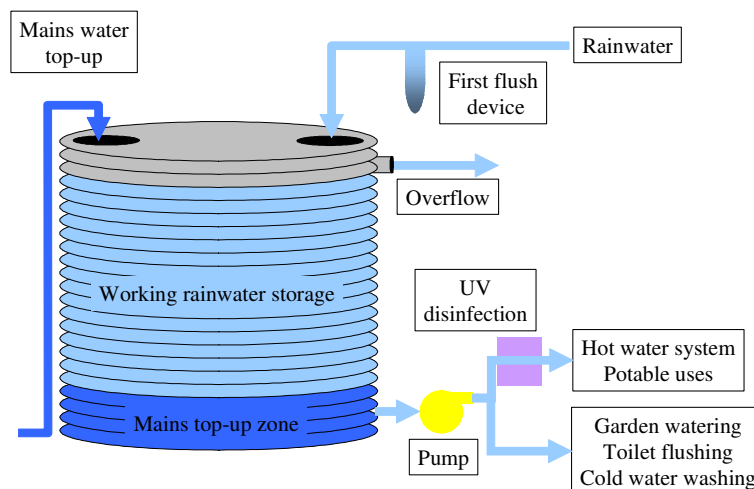 Mains water
top-up
Rainwater
First flush
device
Overflow
Working rainwater storage
UV
disinfection
Hot water system
Potable uses
Mains top-up zone
Pump
Garden watering
Toilet flushing
Cold water washing